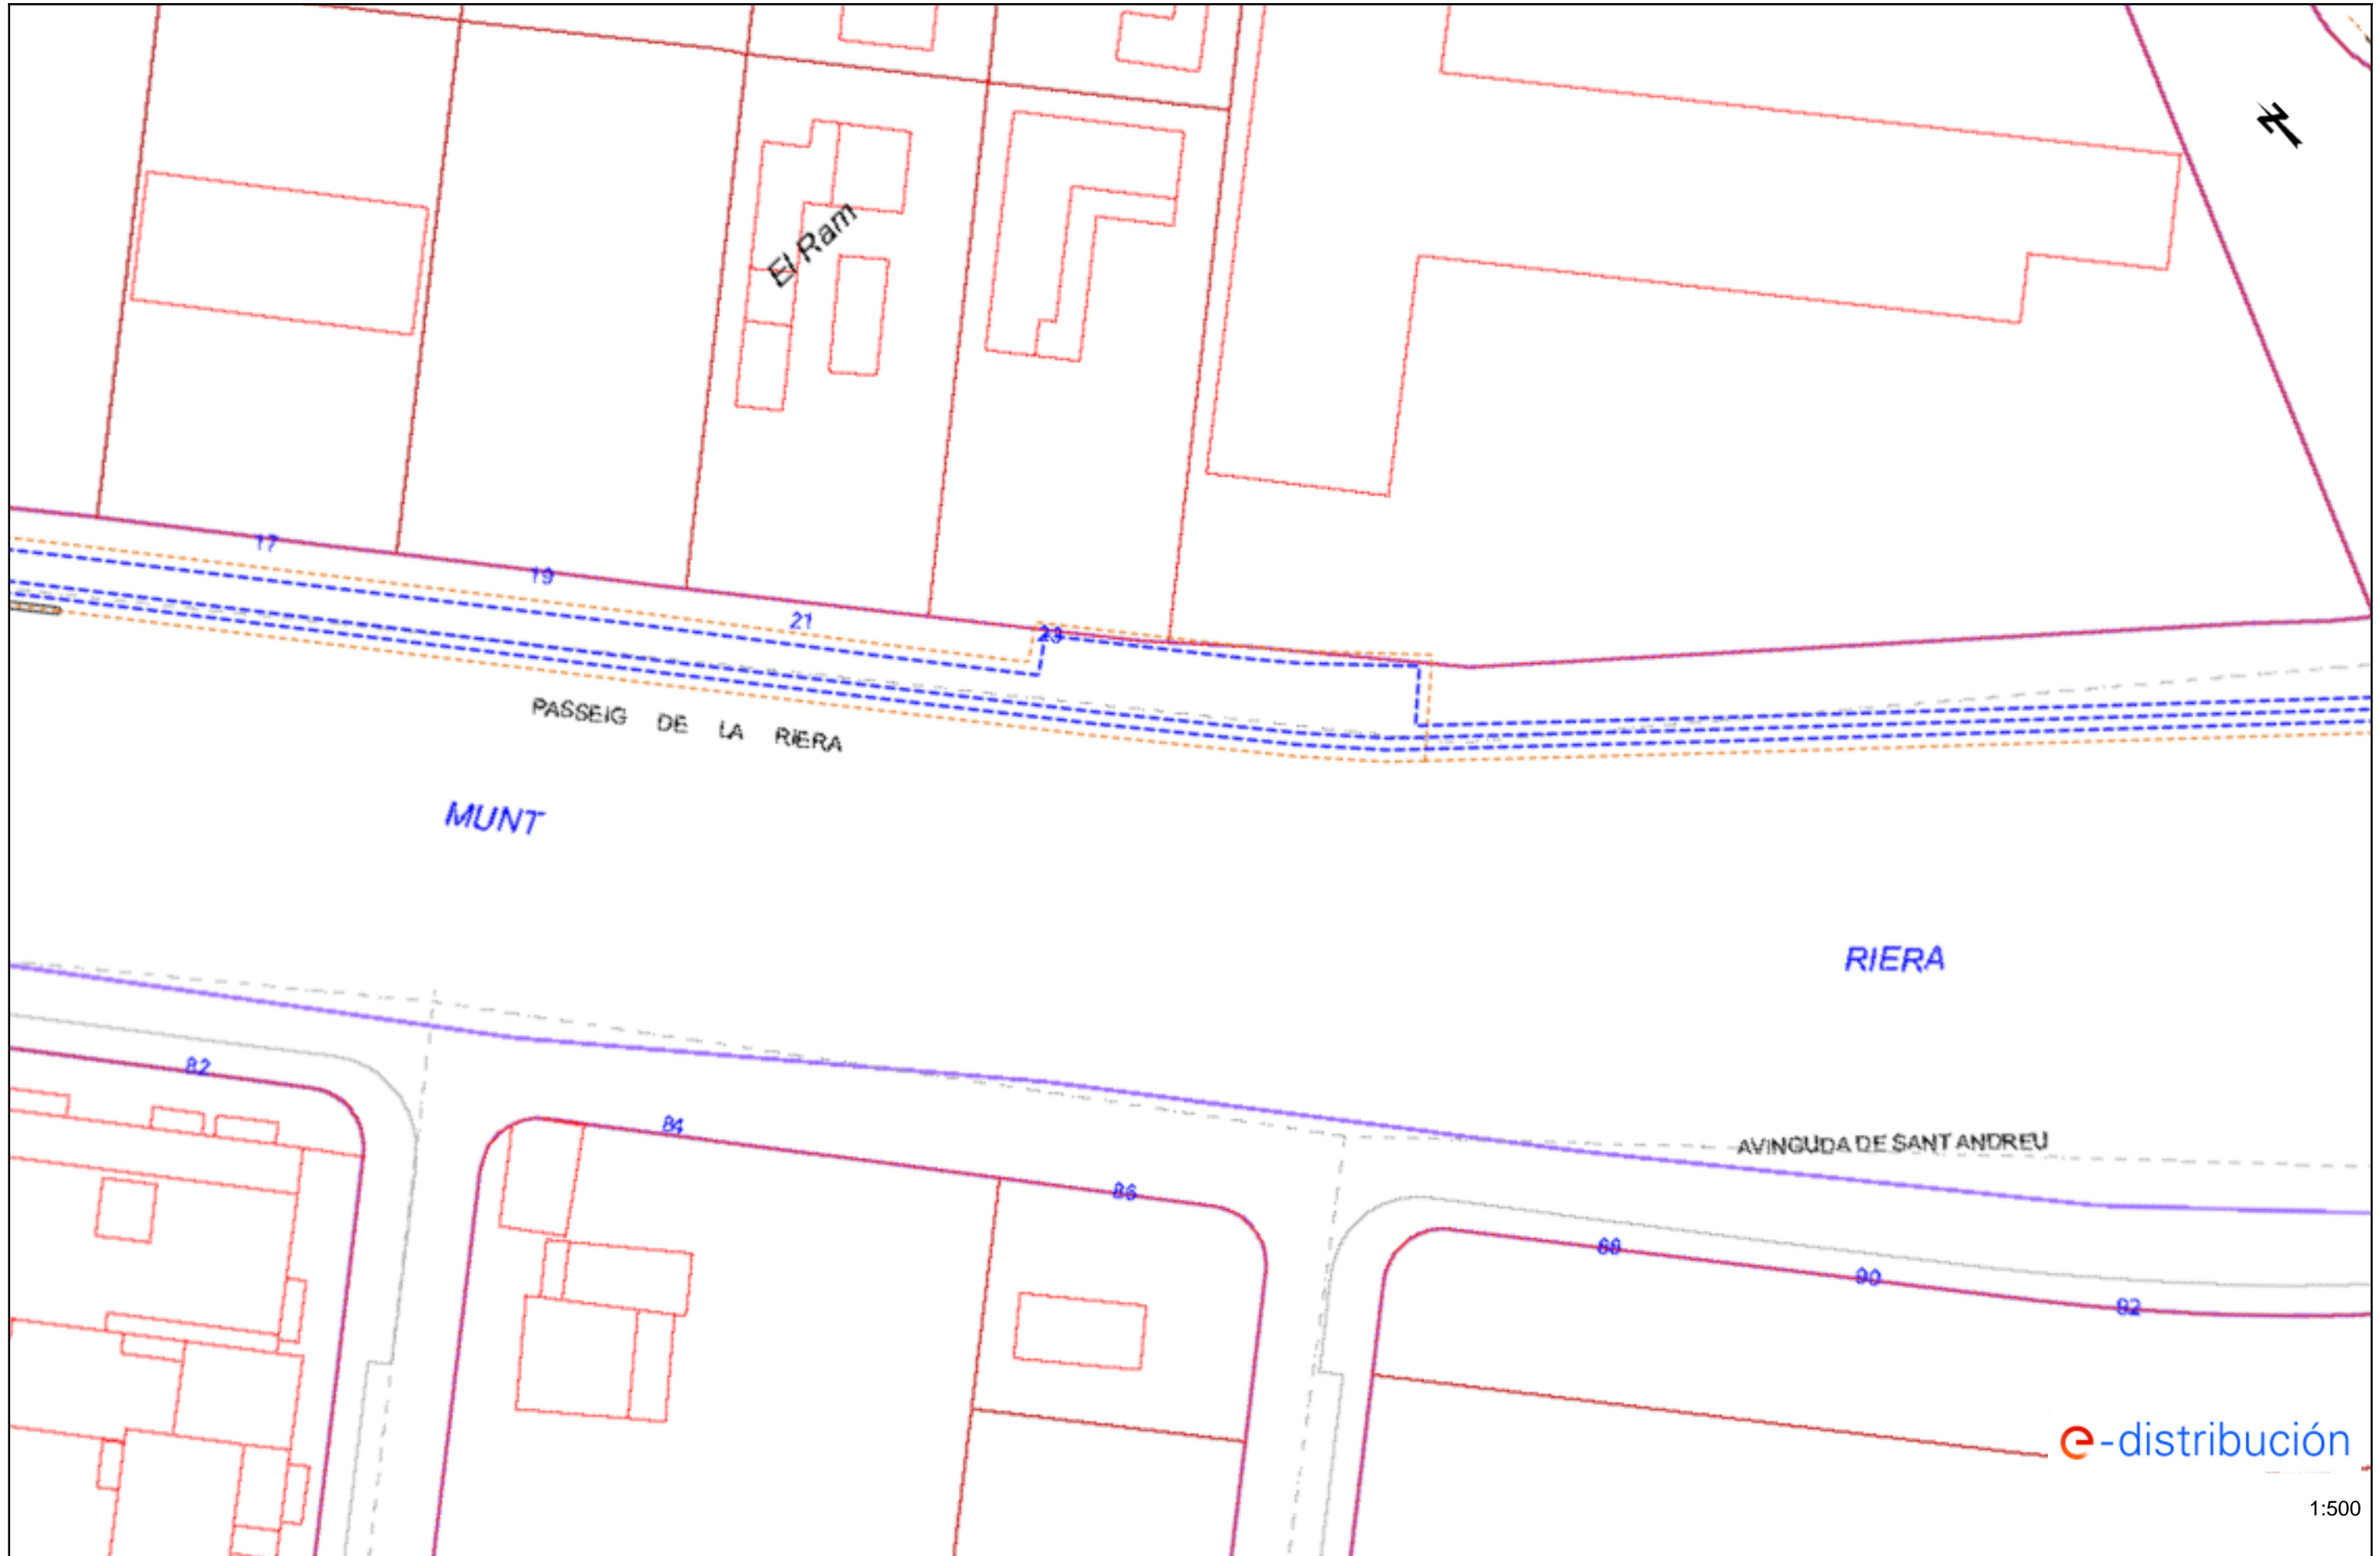 N
El Ram
17
19
21
23
PASSEIG DE LA RIERA
MUNT
RIERA
AVINGUDA DE SANT ANDREU
82
84
86
88
90
92
e-distribución
1:500